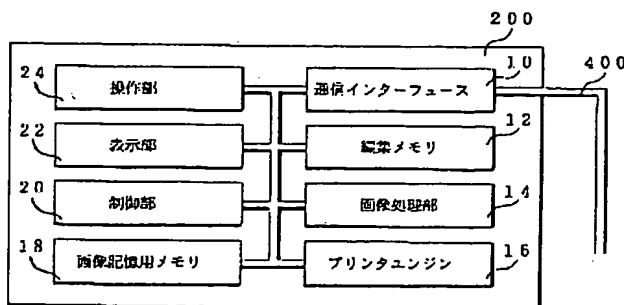 200
24
操作部
10
通信インターフェース
400
22
表示部
12
編集メモリ
20
制御部
14
画像処理部
18
画像記憶用メモリ
16
プリンタエンジン